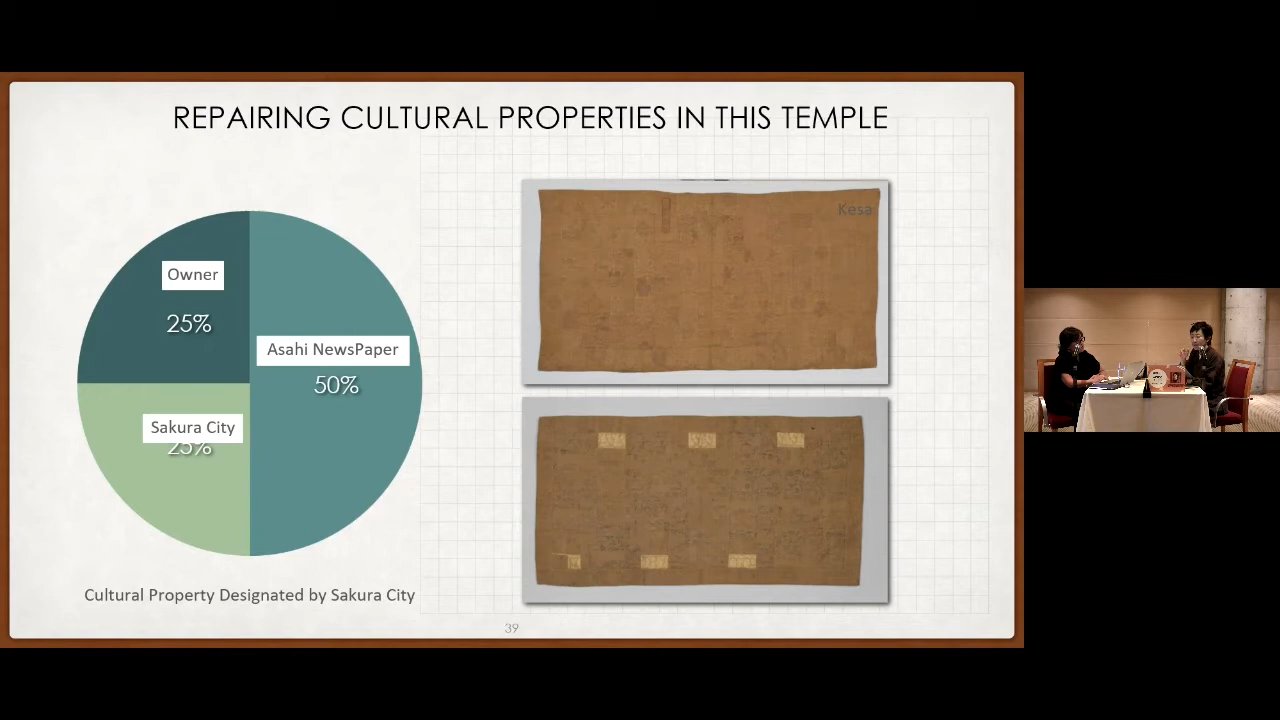 REPAIRING CULTURAL PROPERTIES IN THIS TEMPLE
Owner
25%
Asahi NewsPaper
50%
Sakura City
25%
Cultural Property Designated by Sakura City
Kesa
39